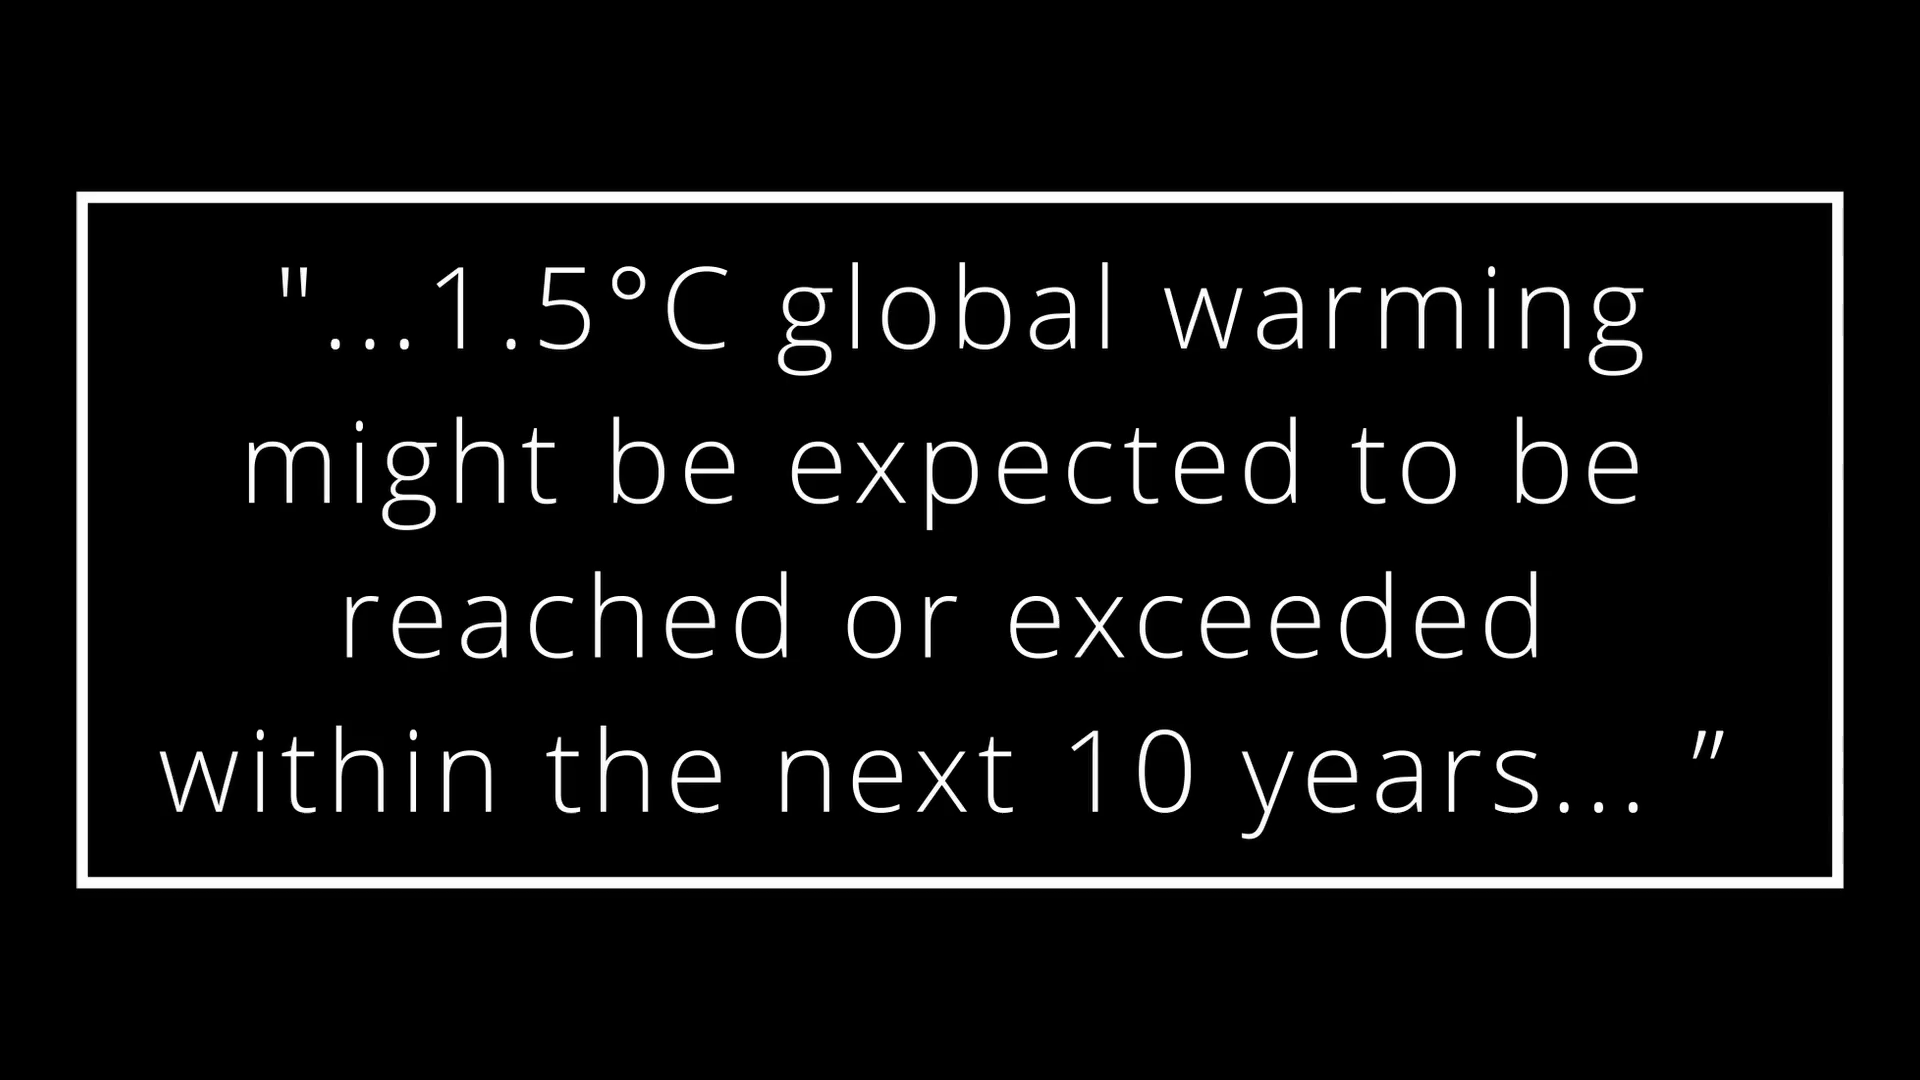 "...1.5°C global warming
might be expected to be
reached or exceeded
within the next 10 years... ”